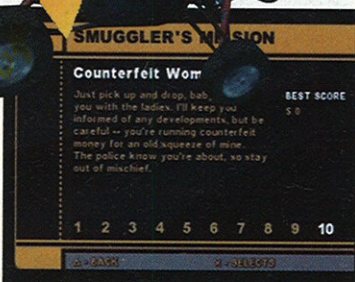 SMUGGLER'S MISSION
Counterfeit Wom
Just pick up and drop, bab
you with the ladies. I'll keep you
informed of any developments, but be
careful -- you're running counterfeit
money for an old squeeze of mine.
The police know you're about, so stay
out of mischief.
BEST SCORE
$ 0
1 2 3 4 5 6 7 8 9 10
- BACK
- SELECTS